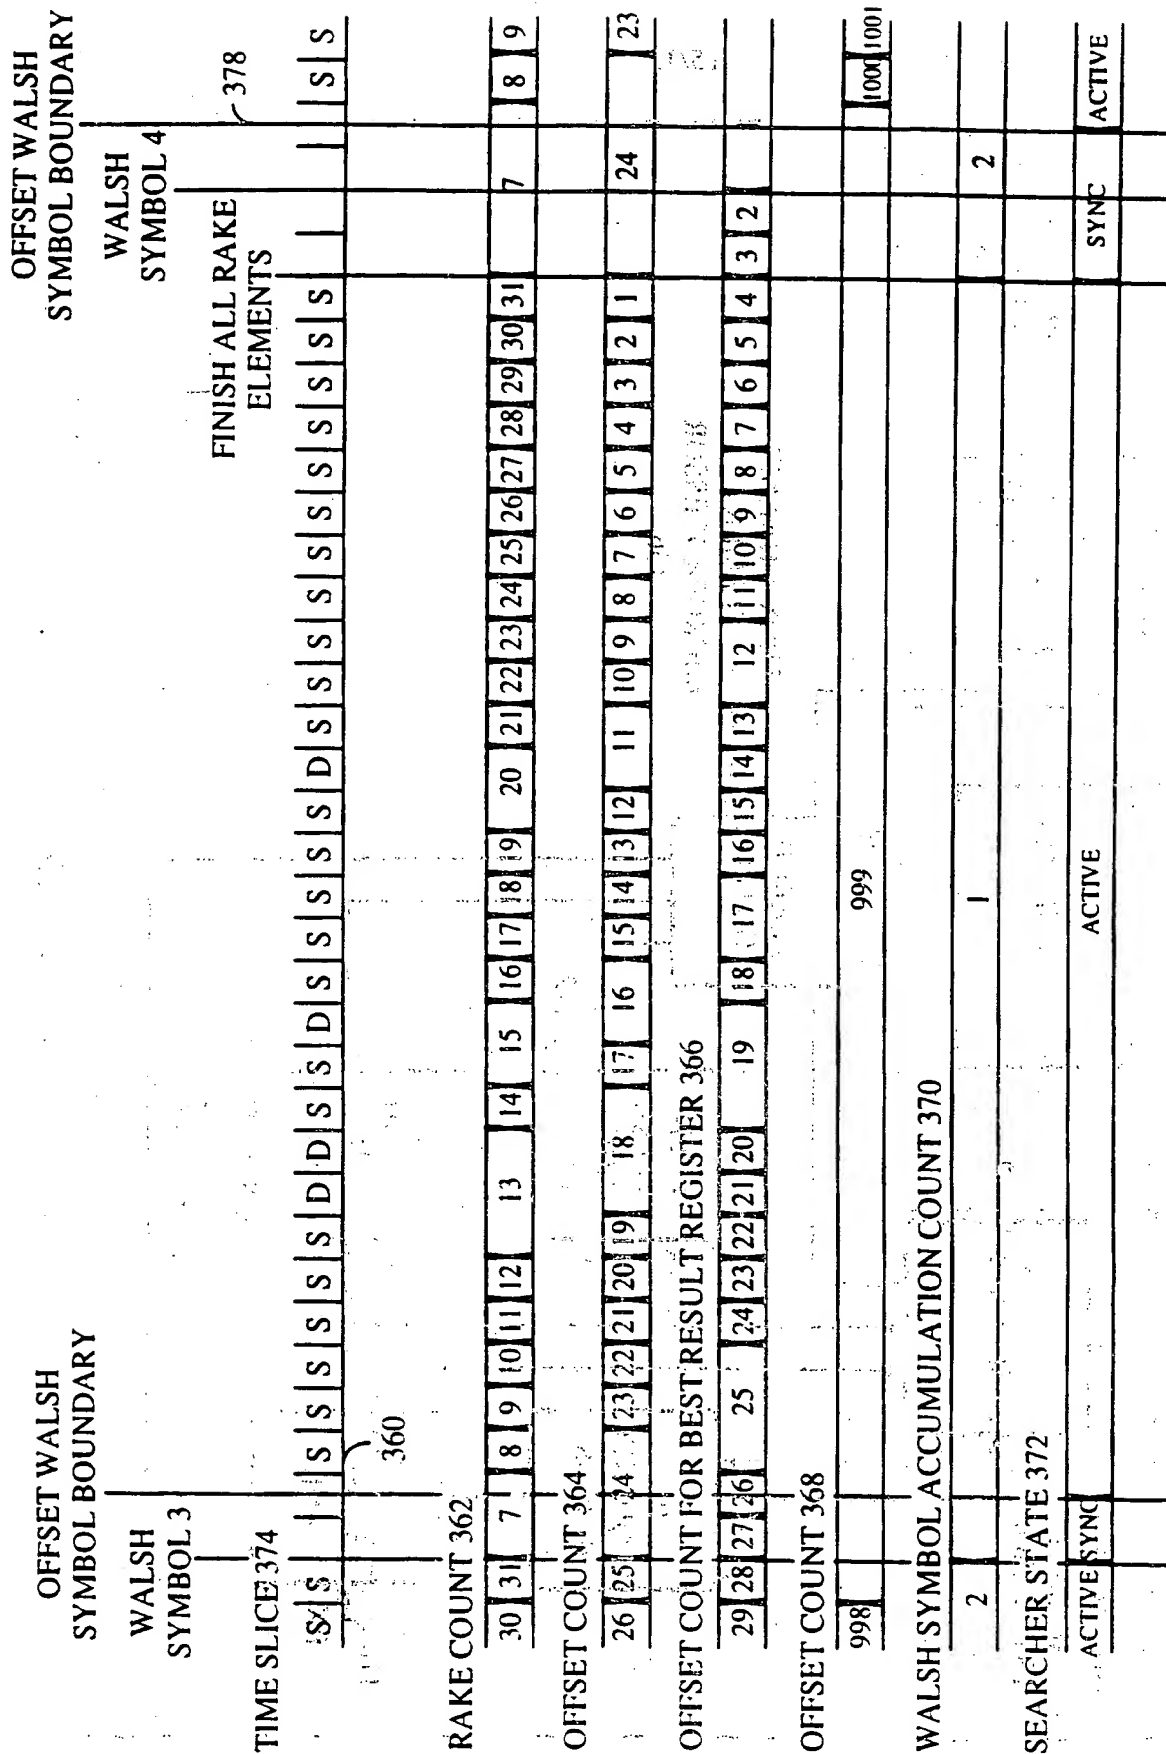 OFFSET WALSH
SYMBOL BOUNDARY
OFFSET WALSH
SYMBOL BOUNDARY
WALSH
SYMBOL 3
WALSH
SYMBOL 4
FINISH ALL RAKE
ELEMENTS
378
TIME SLICE 374
S S S S S S S S D D S S D S S S S S D S S S S S S S S S S S S S
360
RAKE COUNT 362
30 31 7 8 9 10 11 12 13 14 15 16 17 18 19 20 21 22 23 24 25 26 27 28 29 30 31 7 8 9
OFFSET COUNT 364
26 25 24 23 22 21 20 19 18 17 16 15 14 13 12 11 10 9 8 7 6 5 4 3 2 1 24 23
OFFSET COUNT FOR BEST RESULT REGISTER 366
29 28 27 26 25 24 23 22 21 20 19 18 17 16 15 14 13 12 11 10 9 8 7 6 5 4 3 2
OFFSET COUNT 368
998 999 1000 1001
WALSH SYMBOL ACCUMULATION COUNT 370
2 1 2
SEARCHER STATE 372
ACTIVE SYNC ACTIVE SYNC ACTIVE